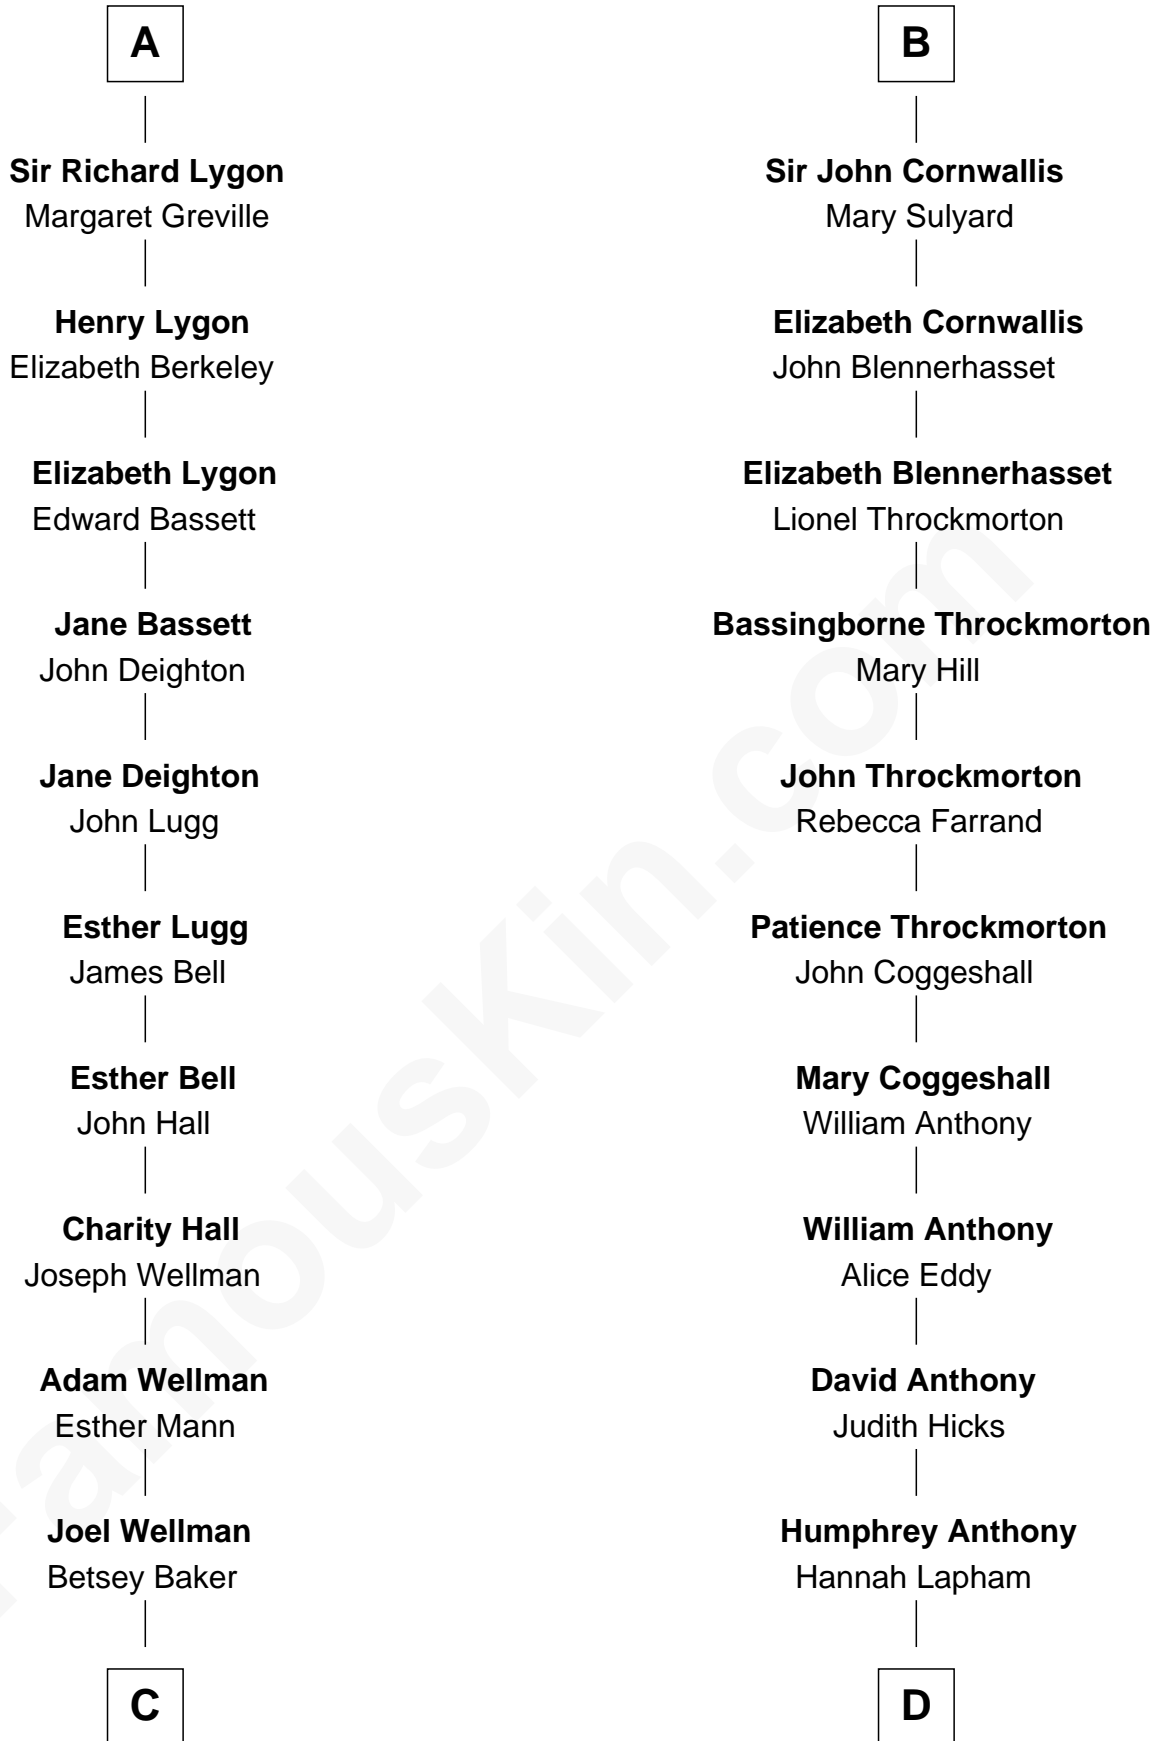 A
Sir Richard Lygon
Margaret Greville
Henry Lygon
Elizabeth Berkeley
Elizabeth Lygon
Edward Bassett
Jane Bassett
John Deighton
Jane Deighton
John Lugg
Esther Lugg
James Bell
Esther Bell
John Hall
Charity Hall
Joseph Wellman
Adam Wellman
Esther Mann
Joel Wellman
Betsey Baker
C
B
Sir John Cornwallis
Mary Sulyard
Elizabeth Cornwallis
John Blennerhasset
Elizabeth Blennerhasset
Lionel Throckmorton
Bassingborne Throckmorton
Mary Hill
John Throckmorton
Rebecca Farrand
Patience Throckmorton
John Coggeshall
Mary Coggeshall
William Anthony
William Anthony
Alice Eddy
David Anthony
Judith Hicks
Humphrey Anthony
Hannah Lapham
D
FamousKin.com